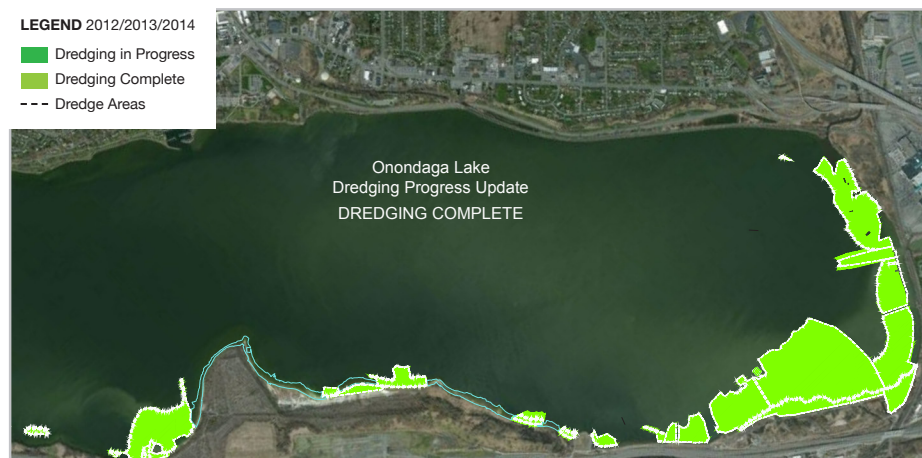 LEGEND 2012/2013/2014
Dredging in Progress
Dredging Complete
Dredge Areas
Onondaga Lake
Dredging Progress Update
DREDGING COMPLETE